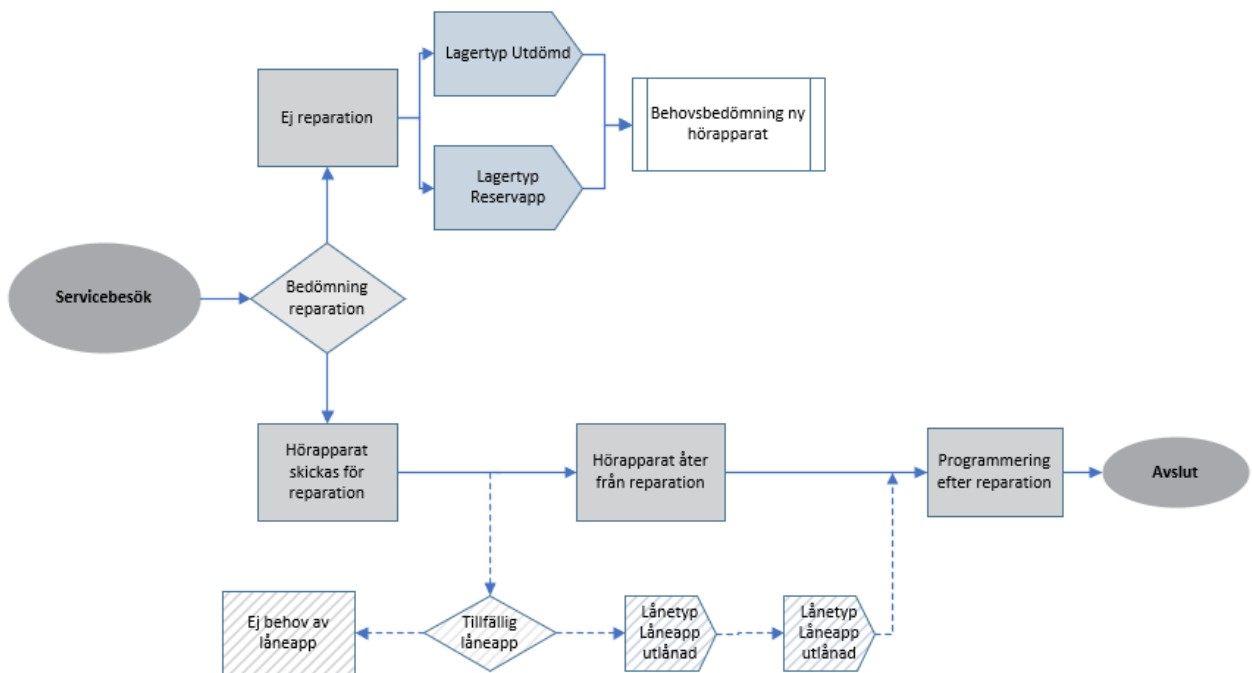 Lagertyp Utdömd
Ej reparation
Behovsbedömning ny
hörapparat
Lagertyp
Reservapp
Servicebesök
Bedömning
reparation
Hörapparat
skickas för
reparation
Hörapparat åter
från reparation
Programmering
efter reparation
Avslut
Ej behov av
låneapp
Tillfällig
låneapp
Lånetyp
Låneapp
utlånad
Lånetyp
Låneapp
utlånad